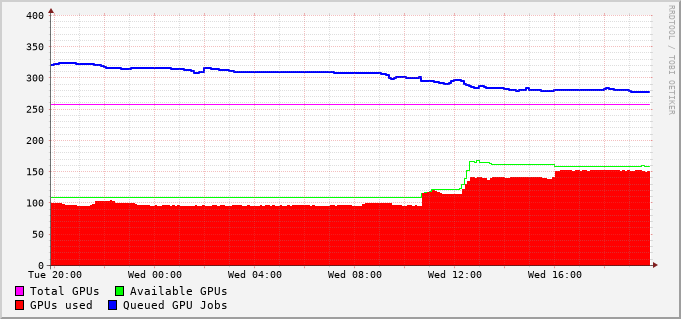 400
350
300
250
200
150
100
50
0
Tue 20:00 Wed 00:00 Wed 04:00 Wed 08:00 Wed 12:00 Wed 16:00
Total GPUs Available GPUs
GPUs used Queued GPU Jobs
RRDTOOL / TOBI OETIKER